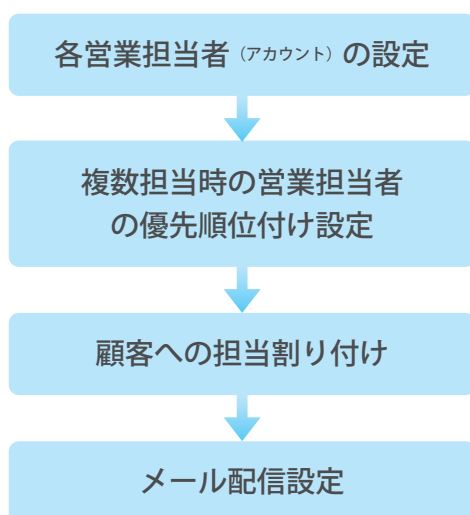 各営業担当者（アカウント）の設定
複数担当時の営業担当者
の優先順位付け設定
顧客への担当割り付け
メール配信設定